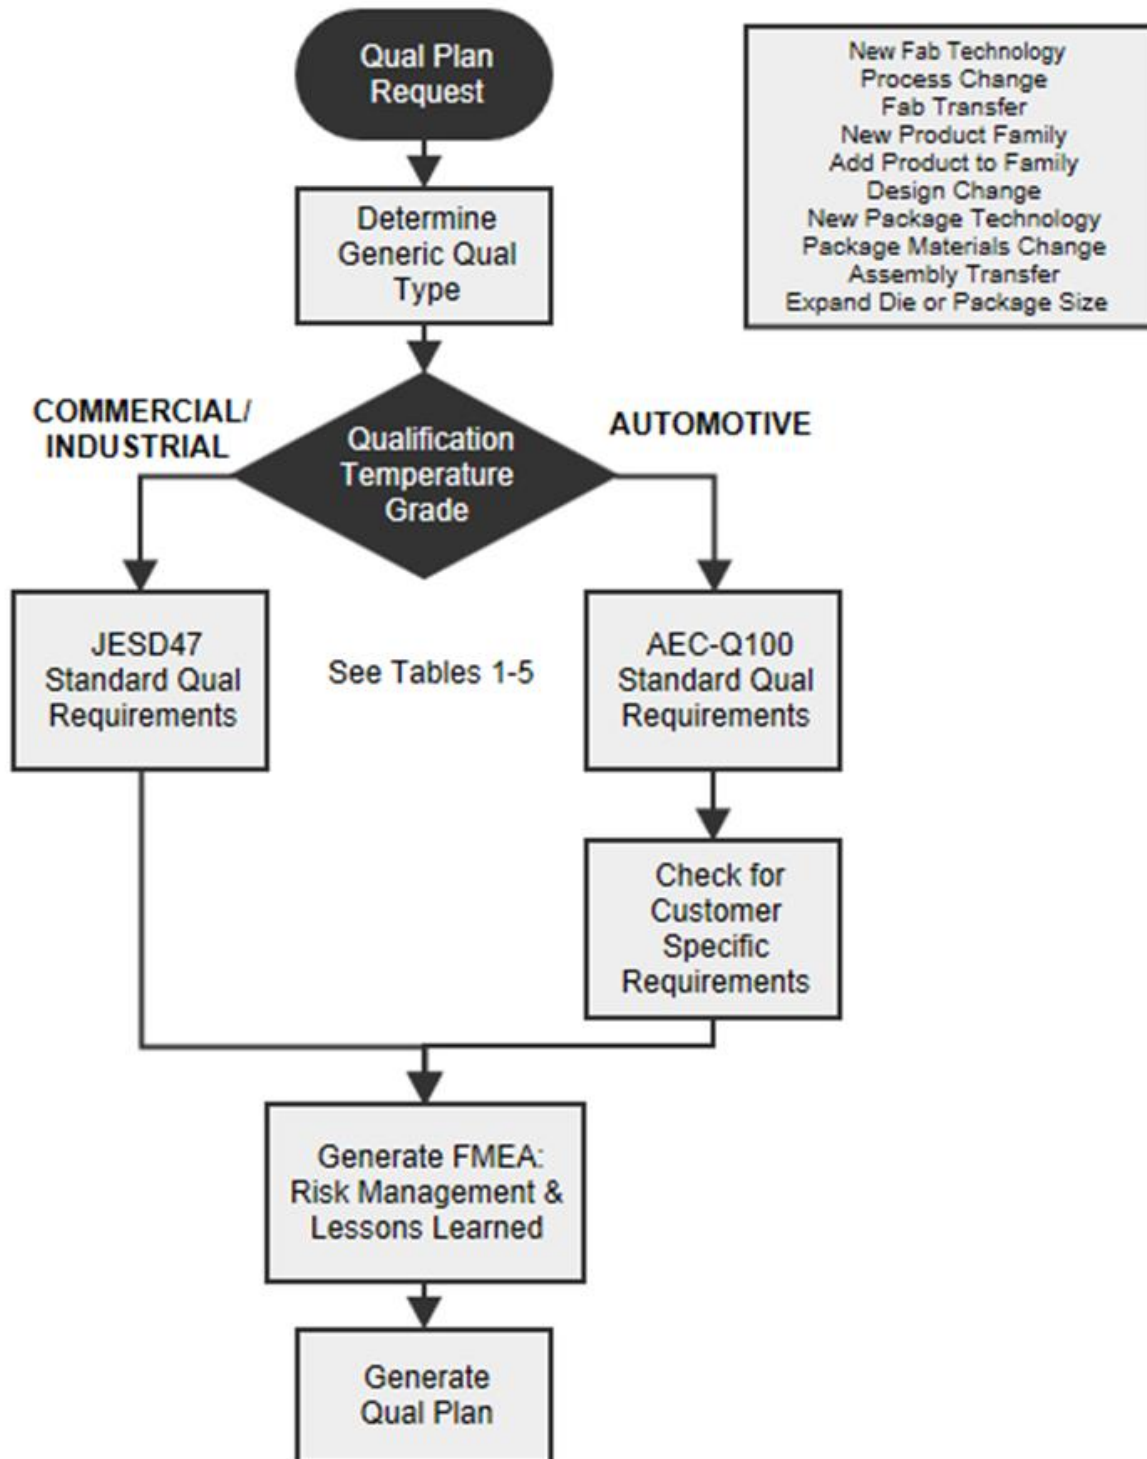 Qual Plan
Request
New Fab Technology
Process Change
Fab Transfer
New Product Family
Add Product to Family
Design Change
New Package Technology
Package Materials Change
Assembly Transfer
Expand Die or Package Size
Determine
Generic Qual
Type
COMMERCIAL/
INDUSTRIAL
Qualification
Temperature
Grade
AUTOMOTIVE
JESD47
Standard Qual
Requirements
See Tables 1-5
AEC-Q100
Standard Qual
Requirements
Check for
Customer
Specific
Requirements
Generate FMEA:
Risk Management &
Lessons Learned
Generate
Qual Plan